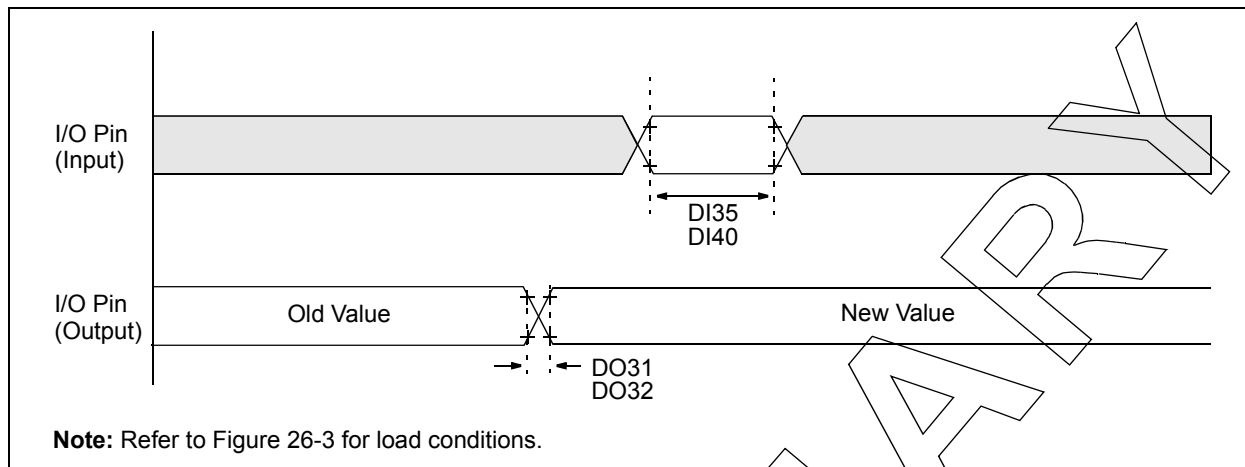 I/O Pin
(Input)
DI35
DI40
I/O Pin
(Output)
Old Value
New Value
DO31
DO32
Note: Refer to Figure 26-3 for load conditions.
A R Y